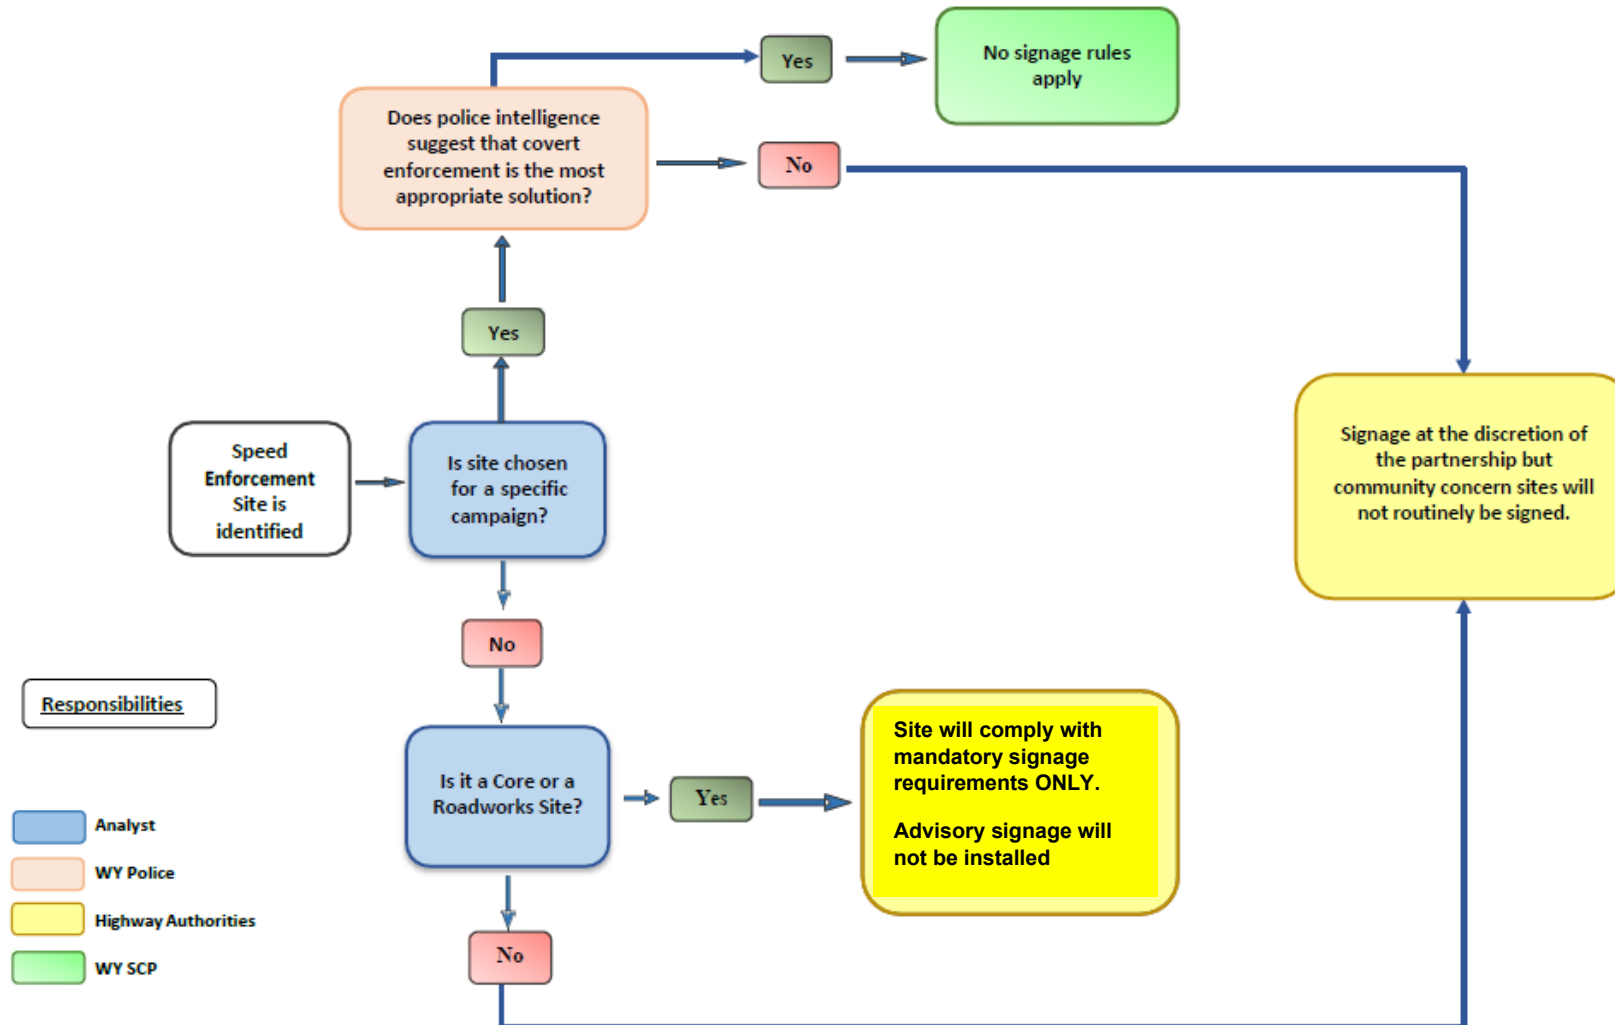 Yes
No signage rules
apply
Does police intelligence
suggest that covert
enforcement is the most
appropriate solution?
No
Yes
Speed
Enforcement
Site is
identified
Is site chosen
for a specific
campaign?
Signage at the discretion of
the partnership but
community concern sites will
not routinely be signed.
No
Responsibilities
Is it a Core or a
Roadworks Site?
Yes
Site will comply with
mandatory signage
requirements ONLY.
Advisory signage will
not be installed
Analyst
WY Police
Highway Authorities
WY SCP
No